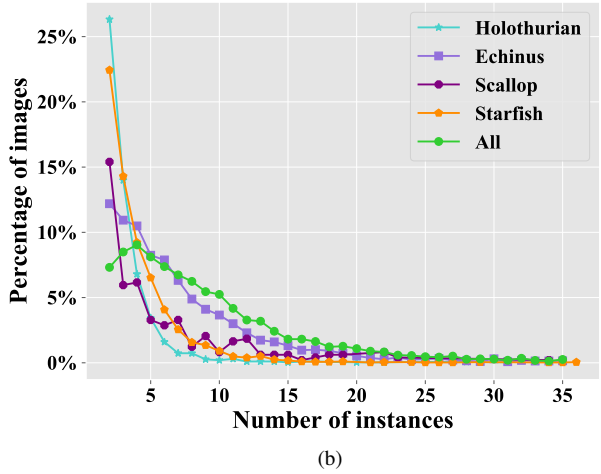 Holothurian
Echinus
Scallop
Starfish
All
25%
20%
15%
10%
5%
0%
Percentage of images
5 10 15 20 25 30 35
Number of instances
(b)